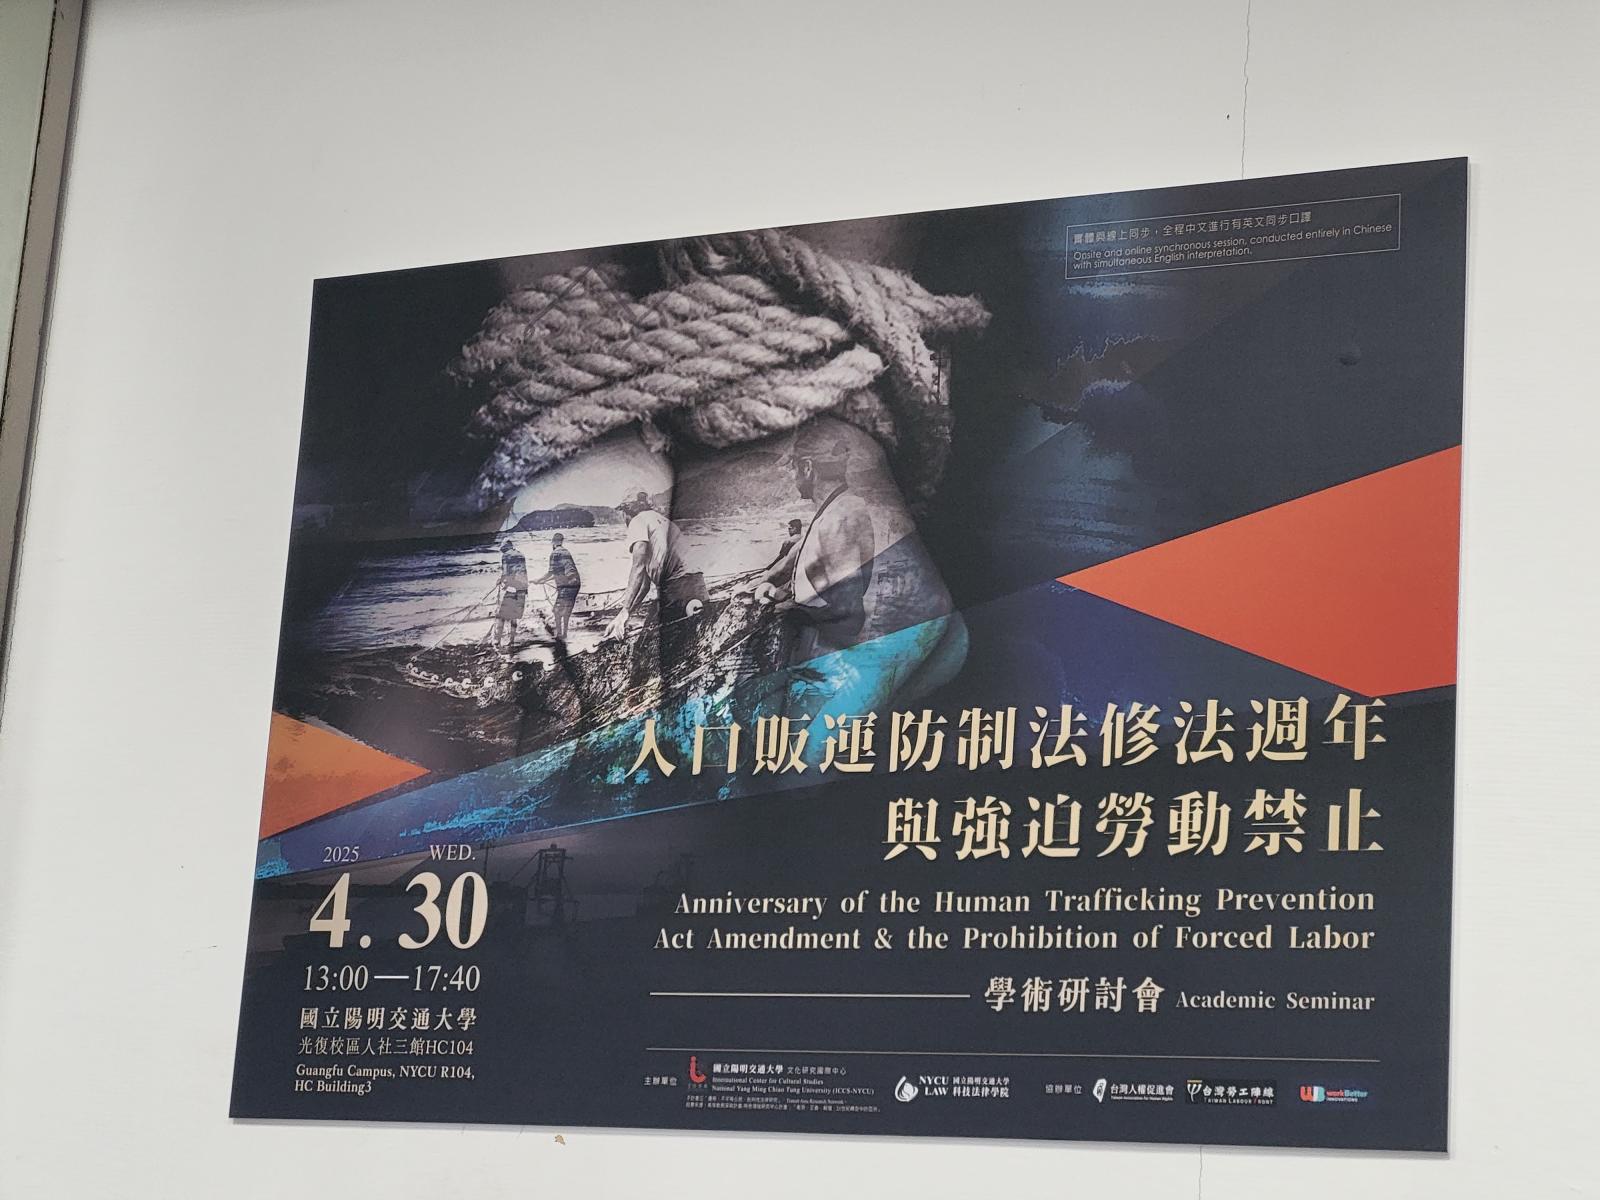 實體與線上同步，全程中文進行有英文同步口譯
Onsite and online synchronous session, conducted entirely in Chinese
with simultaneous English interpretation.
人口販運防制法修法週年
與強迫勞動禁止
Anniversary of the Human Trafficking Prevention
Act Amendment & the Prohibition of Forced Labor
學術研討會 Academic Seminar
2025 WED.
4. 30
13:00—17:40
國立陽明交通大學
光復校區人社三館HC104
Guangfu Campus, NYCU R104,
HC Building3
主辦單位
國立陽明交通大學 文化研究國際中心
International Center for Cultural Studies
National Yang Ming Chiao Tung University (ICCS-NYCU)
NYCU 國立陽明交通大學
LAW 科技法律學院
協辦單位
台灣人權促進會
Taiwan Association for Human Rights
台灣勞工陣線
TAIWAN LABOUR FRONT
workBetter
INNOVATIONS